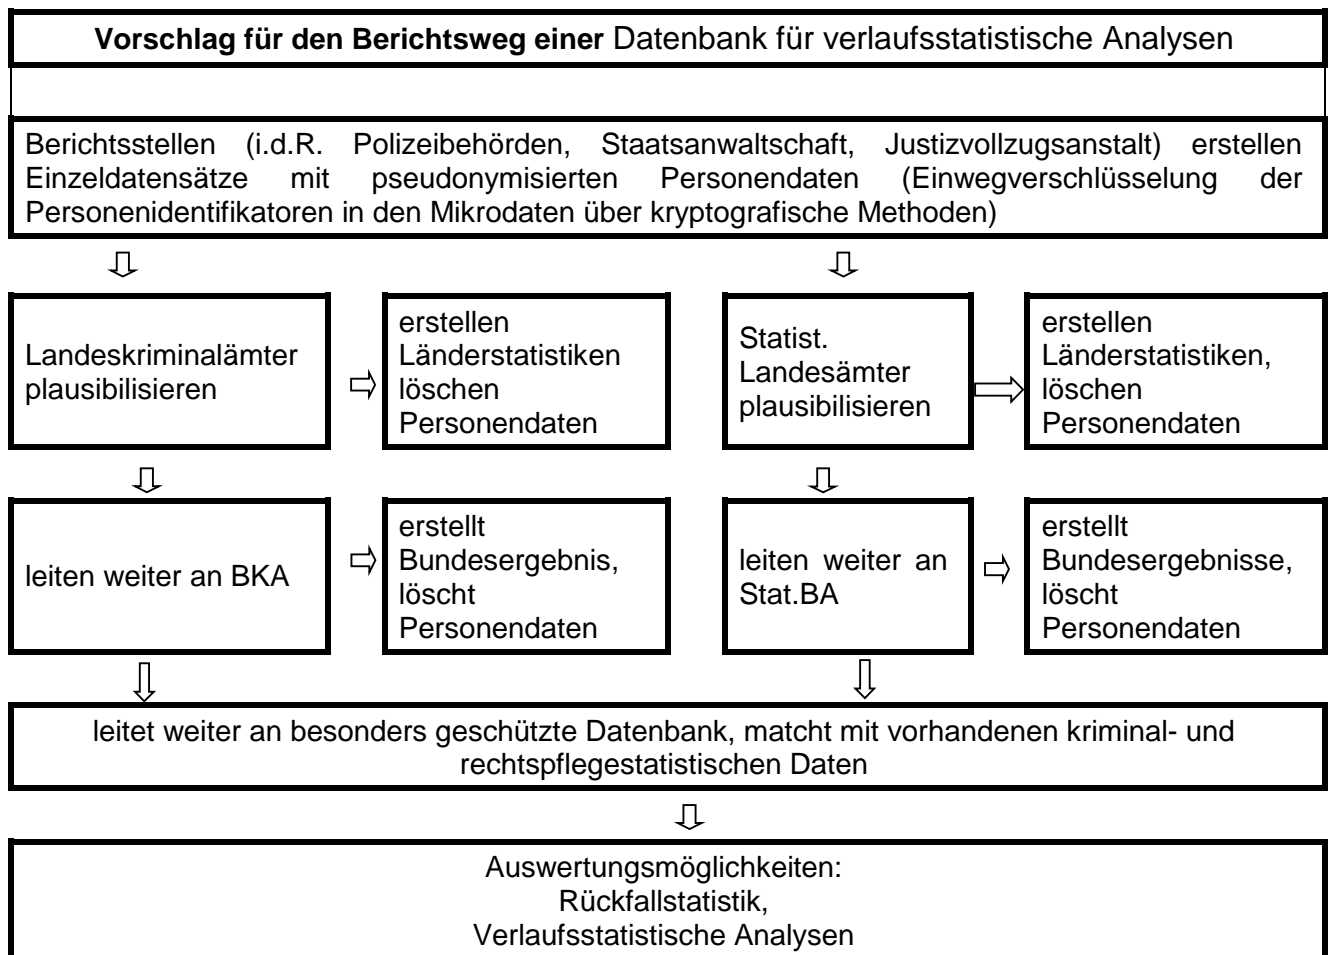 Vorschlag für den Berichtsweg einer Datenbank für verlaufsstatistische Analysen
Berichtsstellen (i.d.R. Polizeibehörden, Staatsanwaltschaft, Justizvollzugsanstalt) erstellen
Einzeldatensätze mit pseudonymisierten Personendaten (Einwegverschlüsselung der
Personenidentifikatoren in den Mikrodaten über kryptografische Methoden)
Landeskriminalämter
plausibilisieren
erstellen
Länderstatistiken
löschen
Personendaten
Statist.
Landesämter
plausibilisieren
erstellen
Länderstatistiken,
löschen
Personendaten
leiten weiter an BKA
erstellt
Bundesergebnis,
löscht
Personendaten
leiten weiter an
Stat.BA
erstellt
Bundesergebnisse,
löscht
Personendaten
leitet weiter an besonders geschützte Datenbank, matcht mit vorhandenen kriminal- und
rechtspflegestatistischen Daten
Auswertungsmöglichkeiten:
Rückfallstatistik,
Verlaufsstatistische Analysen